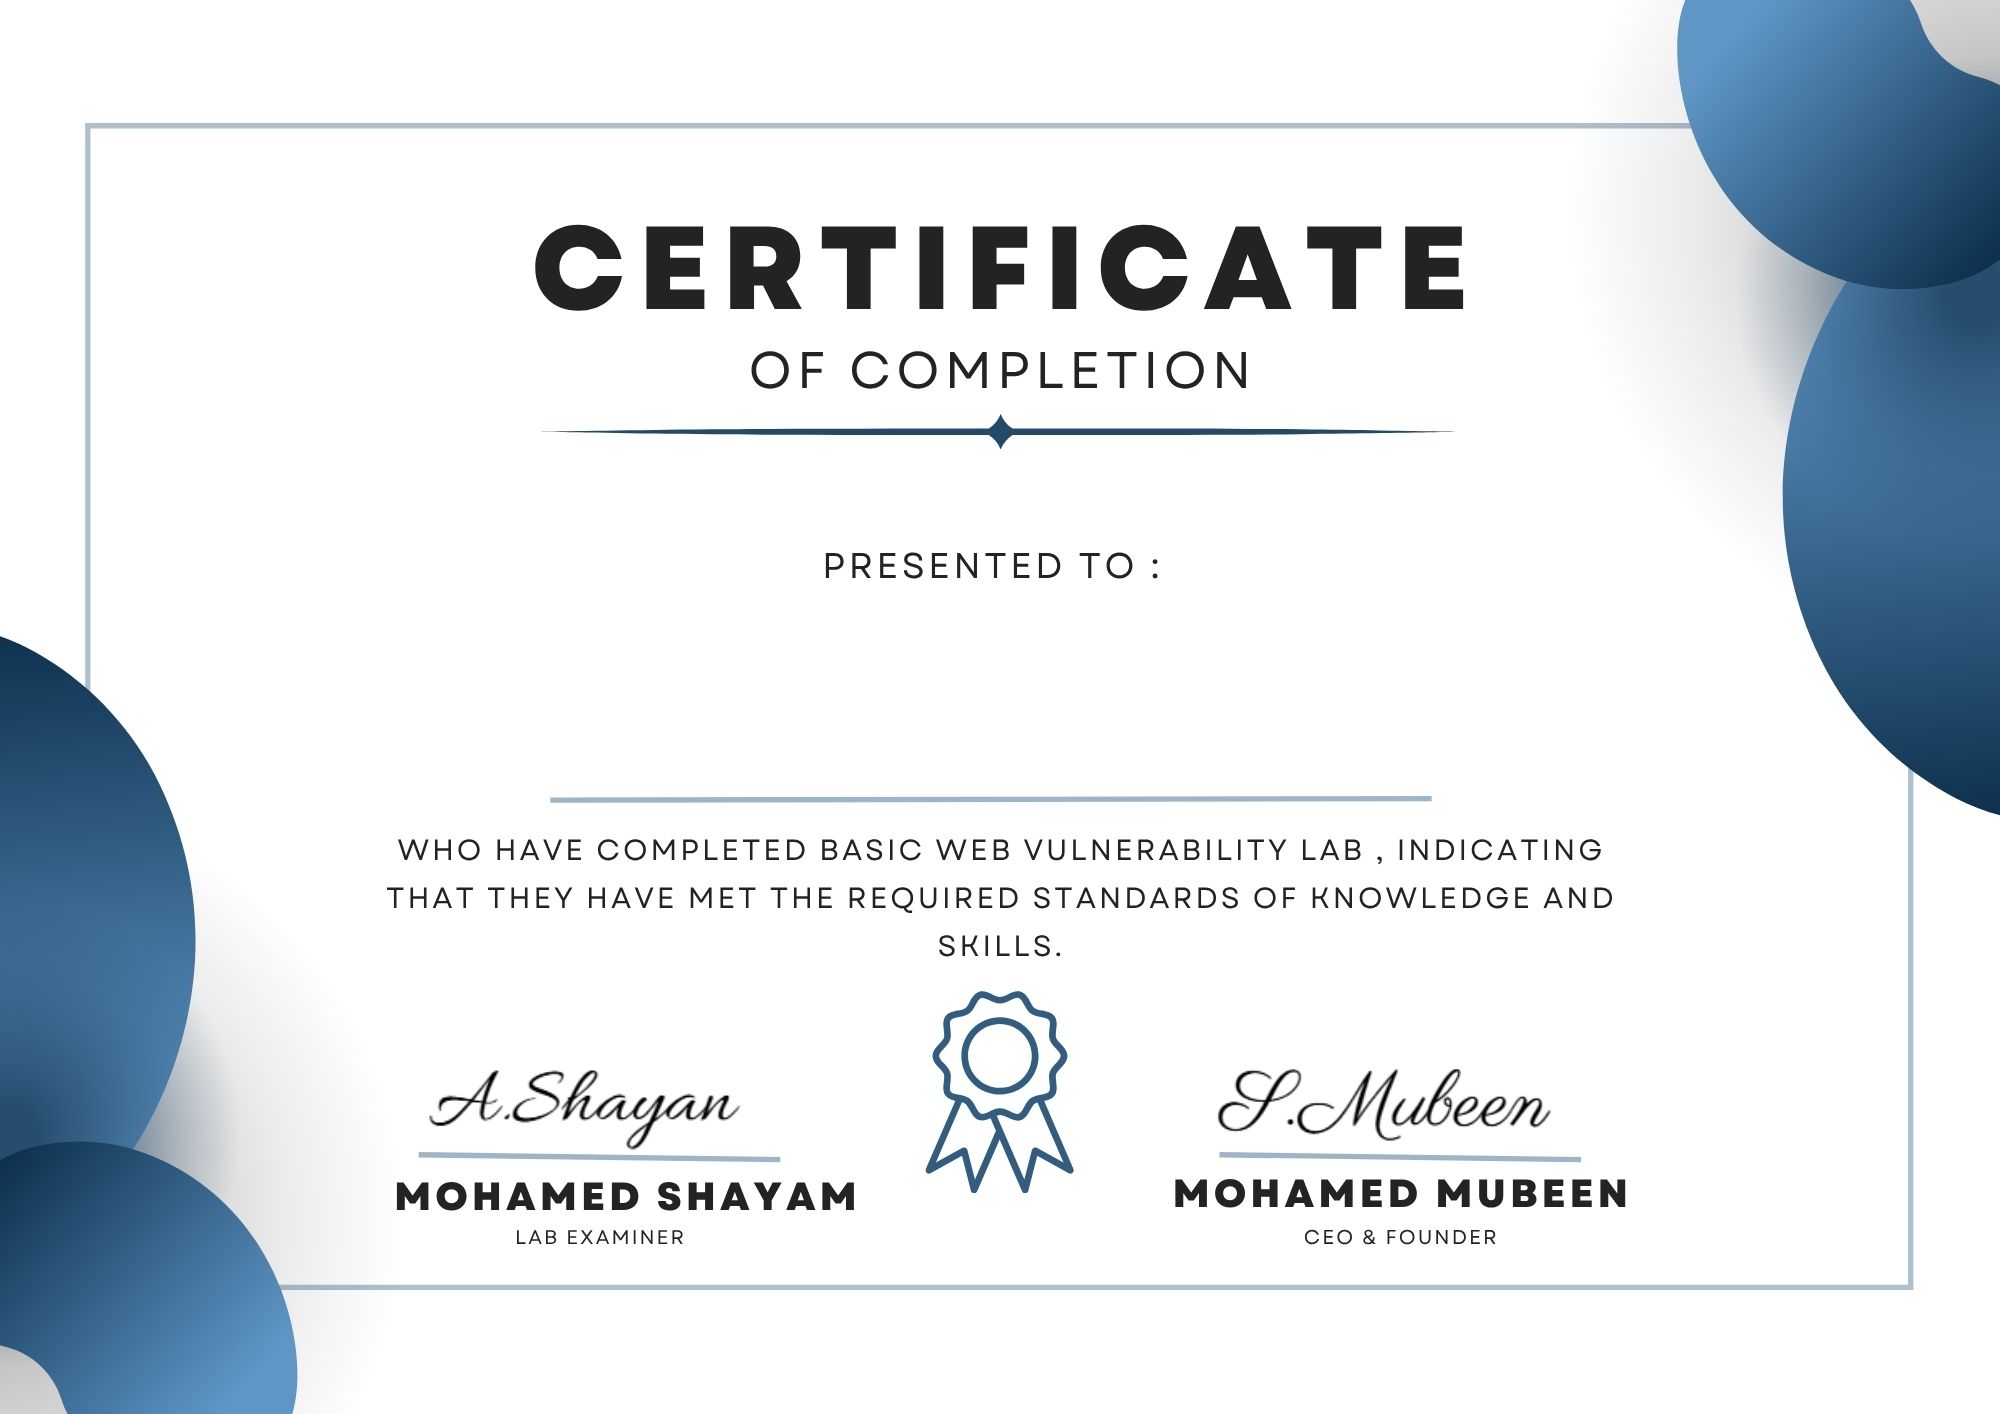 CERTIFICATE
OF COMPLETION
PRESENTED TO :
WHO HAVE COMPLETED BASIC WEB VULNERABILITY LAB , INDICATING
THAT THEY HAVE MET THE REQUIRED STANDARDS OF KNOWLEDGE AND
SKILLS.
A.Shayan
S.Mubeen
MOHAMED SHAYAM
MOHAMED MUBEEN
LAB EXAMINER
CEO & FOUNDER